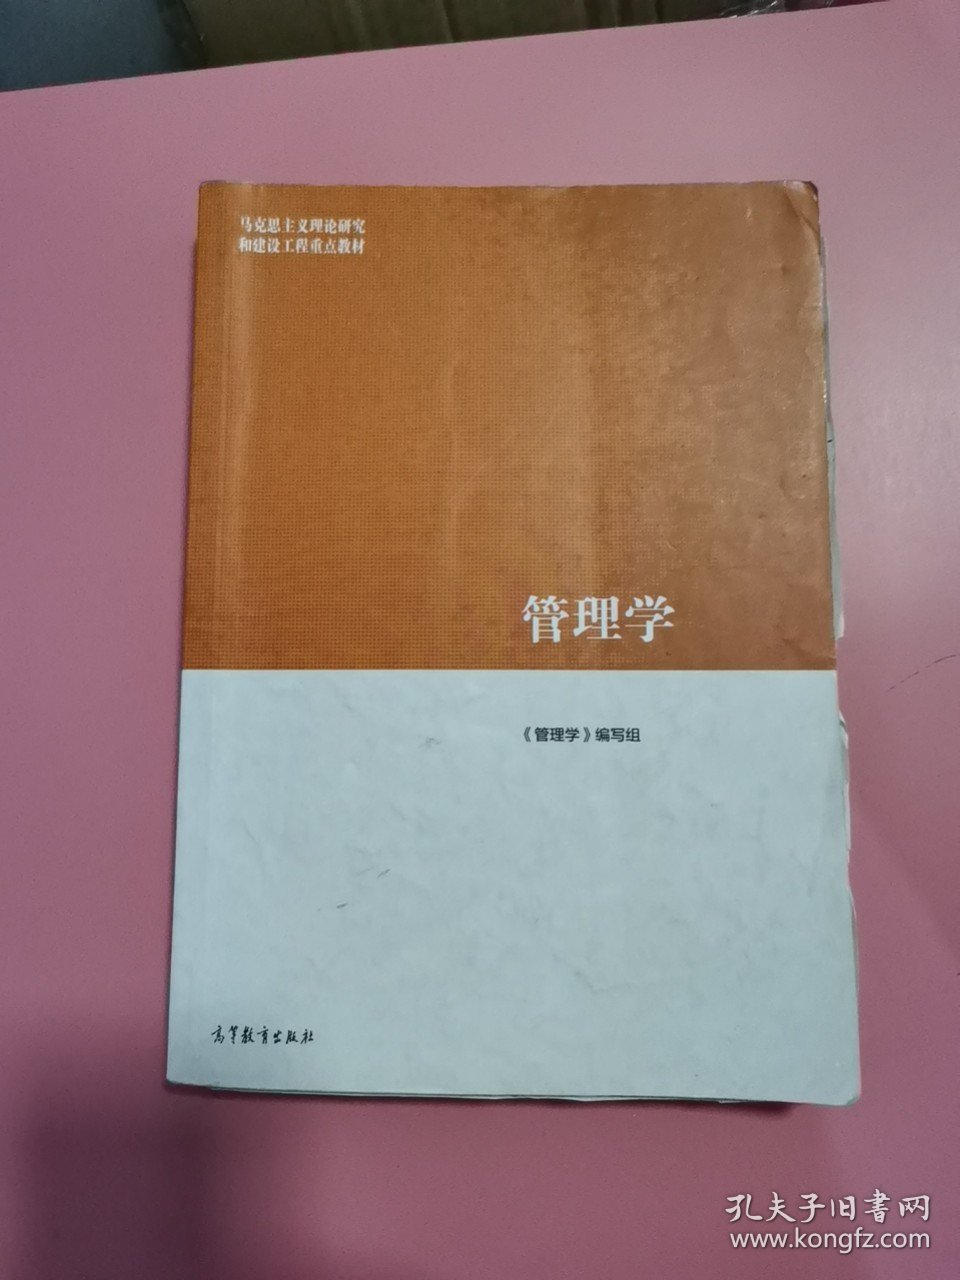 马克思主义理论研究
和建设工程重点教材
管理学
《管理学》编写组
高等教育出版社
孔夫子旧書网
www.kongfz.com